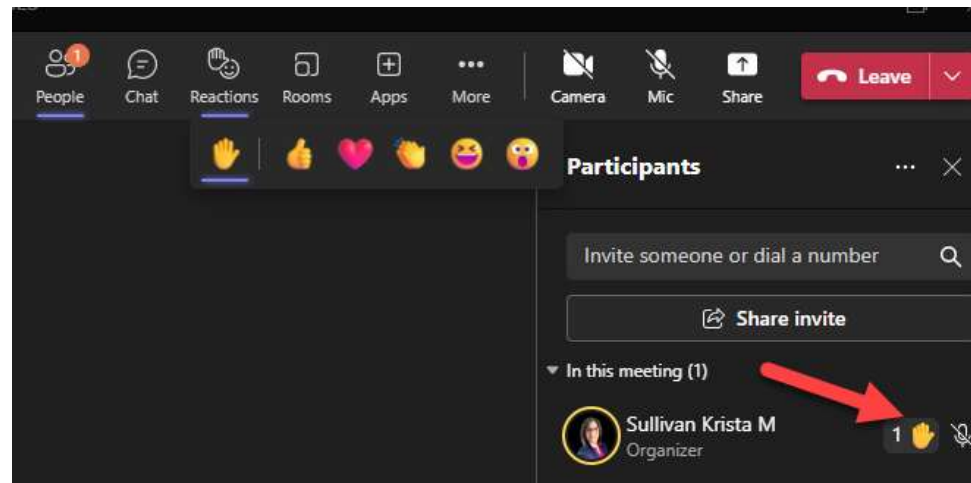 1
People Chat Reactions Rooms Apps More Camera Mic Share Leave
Participants
Invite someone or dial a number
Share invite
In this meeting (1)
Sullivan Krista M
Organizer
1